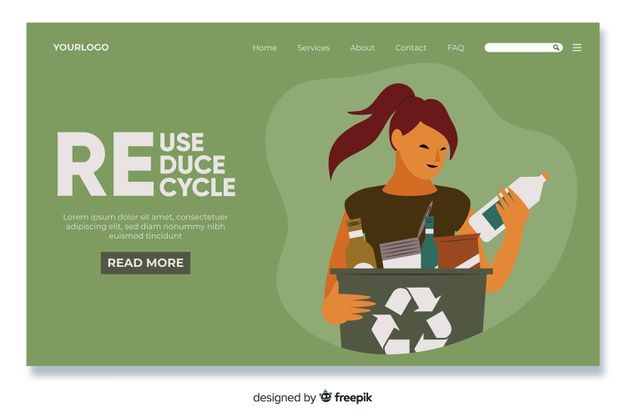 YOURLOGO
Home Services About Contact FAQ
RE USE
DUCE
CYCLE
Lorem ipsum dolor sit amet, consectetuer
adipiscing elit, sed diam nonummy nibh
euismod tincidunt
READ MORE
designed by freepik